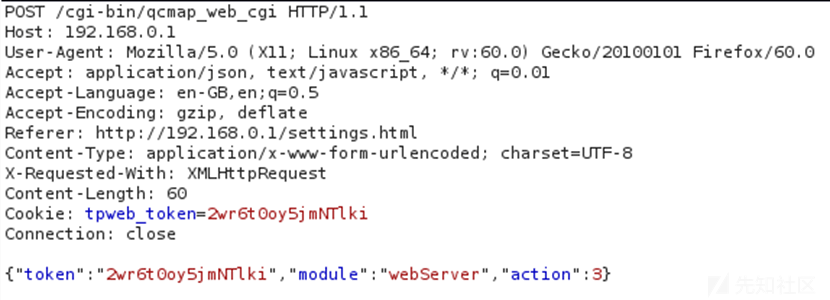 POST /cgi-bin/qcmap_web_cgi HTTP/1.1
Host: 192.168.0.1
User-Agent: Mozilla/5.0 (X11; Linux x86_64; rv:60.0) Gecko/20100101 Firefox/60.0
Accept: application/json, text/javascript, */*; q=0.01
Accept-Language: en-GB,en;q=0.5
Accept-Encoding: gzip, deflate
Referer: http://192.168.0.1/settings.html
Content-Type: application/x-www-form-urlencoded; charset=UTF-8
X-Requested-With: XMLHttpRequest
Content-Length: 60
Cookie: tpweb_token=2wr6t0oy5jmNTlki
Connection: close
{"token":"2wr6t0oy5jmNTlki","module":"webServer","action":3}
先知社区